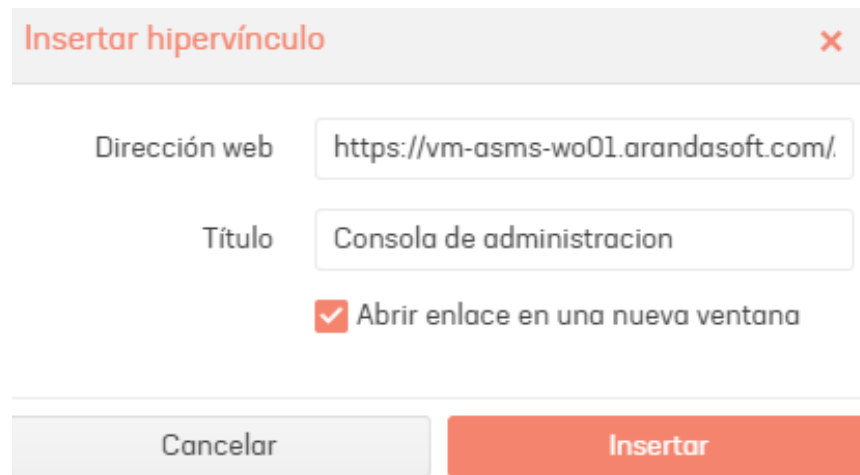 Insertar hipervínculo
Dirección web https://vm-asms-wo01.arandasoft.com/.
Título Consola de administracion
Abrir enlace en una nueva ventana
Cancelar Insertar